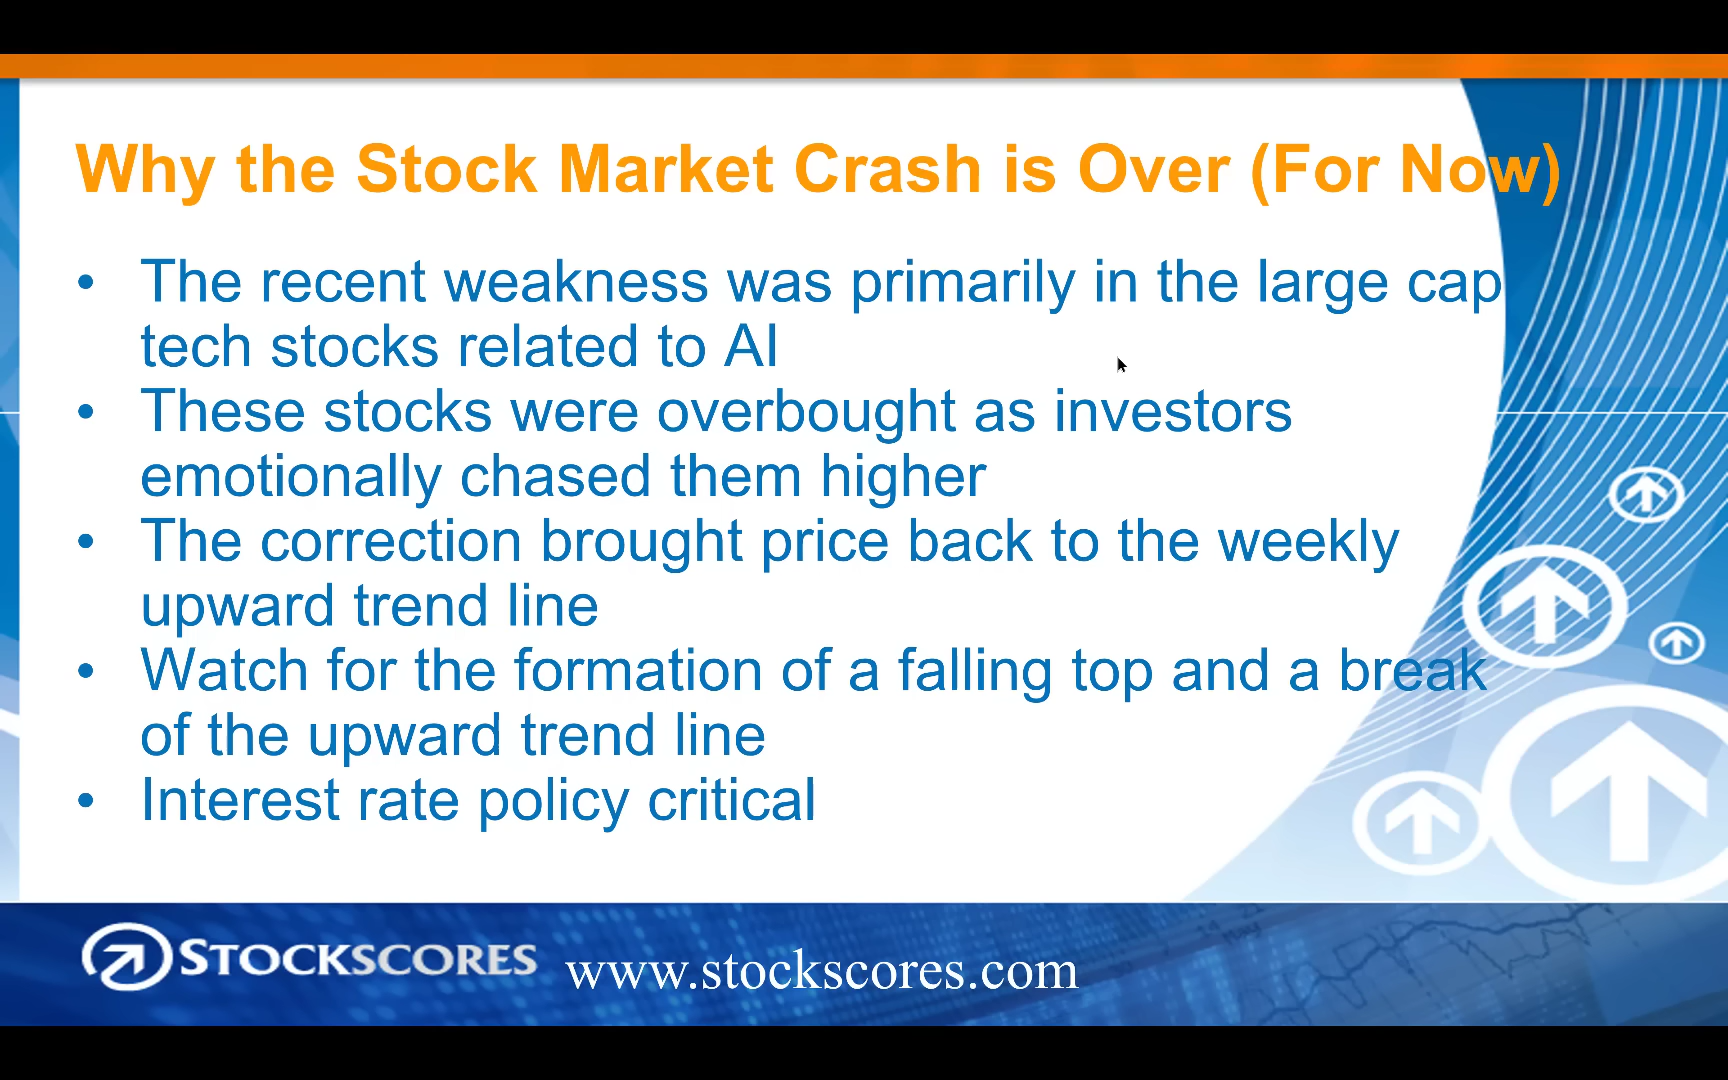 Why the Stock Market Crash is Over (For Now)
• The recent weakness was primarily in the large cap
tech stocks related to AI
• These stocks were overbought as investors
emotionally chased them higher
• The correction brought price back to the weekly
upward trend line
• Watch for the formation of a falling top and a break
of the upward trend line
• Interest rate policy critical
STOCKSCORES www.stockscores.com